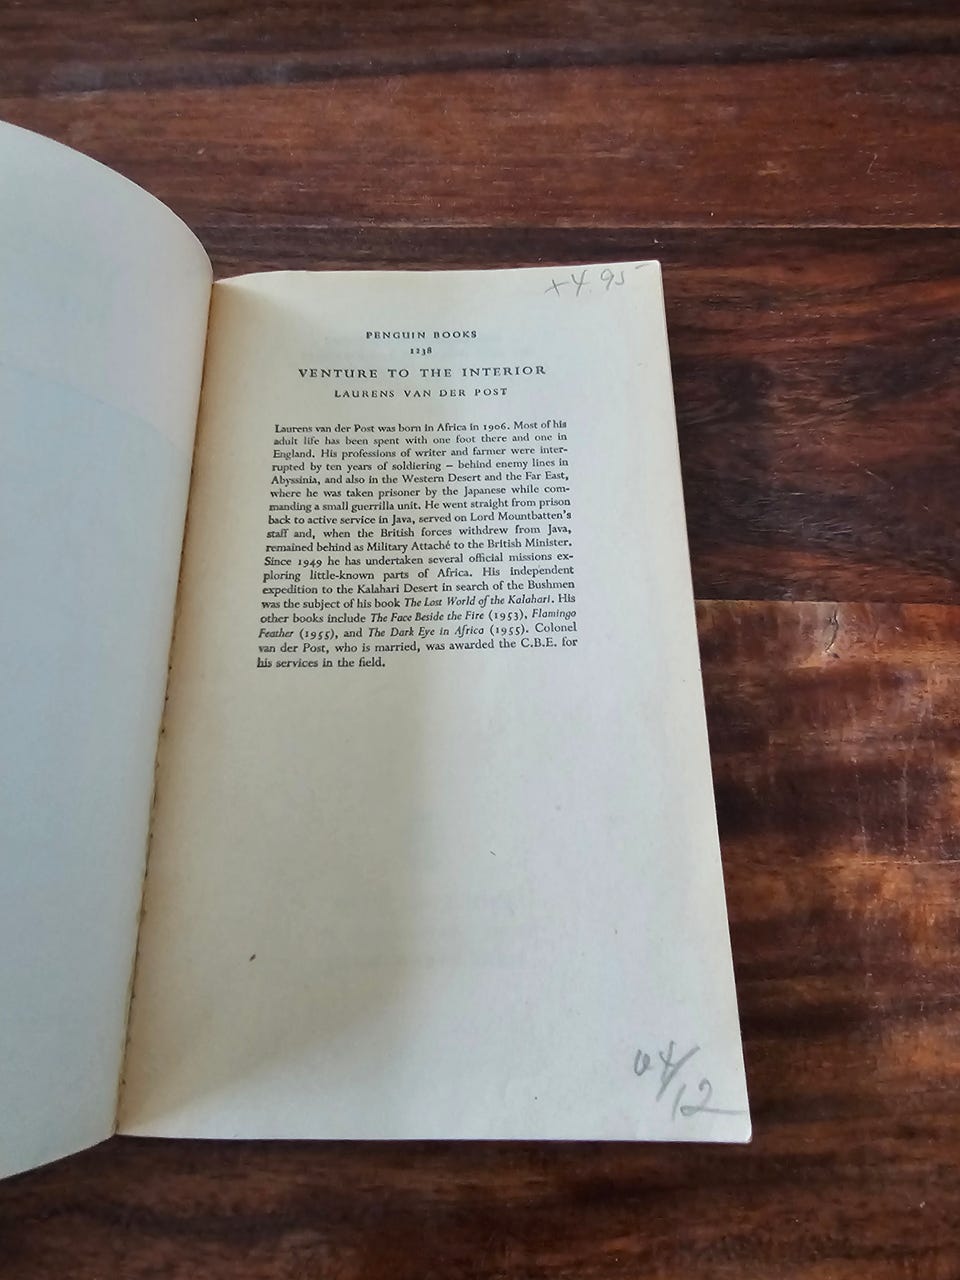 x4.95
PENGUIN BOOKS
1238
VENTURE TO THE INTERIOR
LAURENS VAN DER POST
Laurens van der Post was born in Africa in 1906. Most of his
adult life has been spent with one foot there and one in
England. His professions of writer and farmer were inter-
rupted by ten years of soldiering – behind enemy lines in
Abyssinia, and also in the Western Desert and the Far East,
where he was taken prisoner by the Japanese while com-
manding a small guerrilla unit. He went straight from prison
back to active service in Java, served on Lord Mountbatten's
staff and, when the British forces withdrew from Java,
remained behind as Military Attaché to the British Minister.
Since 1949 he has undertaken several official missions ex-
ploring little-known parts of Africa. His independent
expedition to the Kalahari Desert in search of the Bushmen
was the subject of his book The Lost World of the Kalahari. His
other books include The Face Beside the Fire (1953), Flamingo
Feather (1955), and The Dark Eye in Africa (1955). Colonel
van der Post, who is married, was awarded the C.B.E. for
his services in the field.
04/12